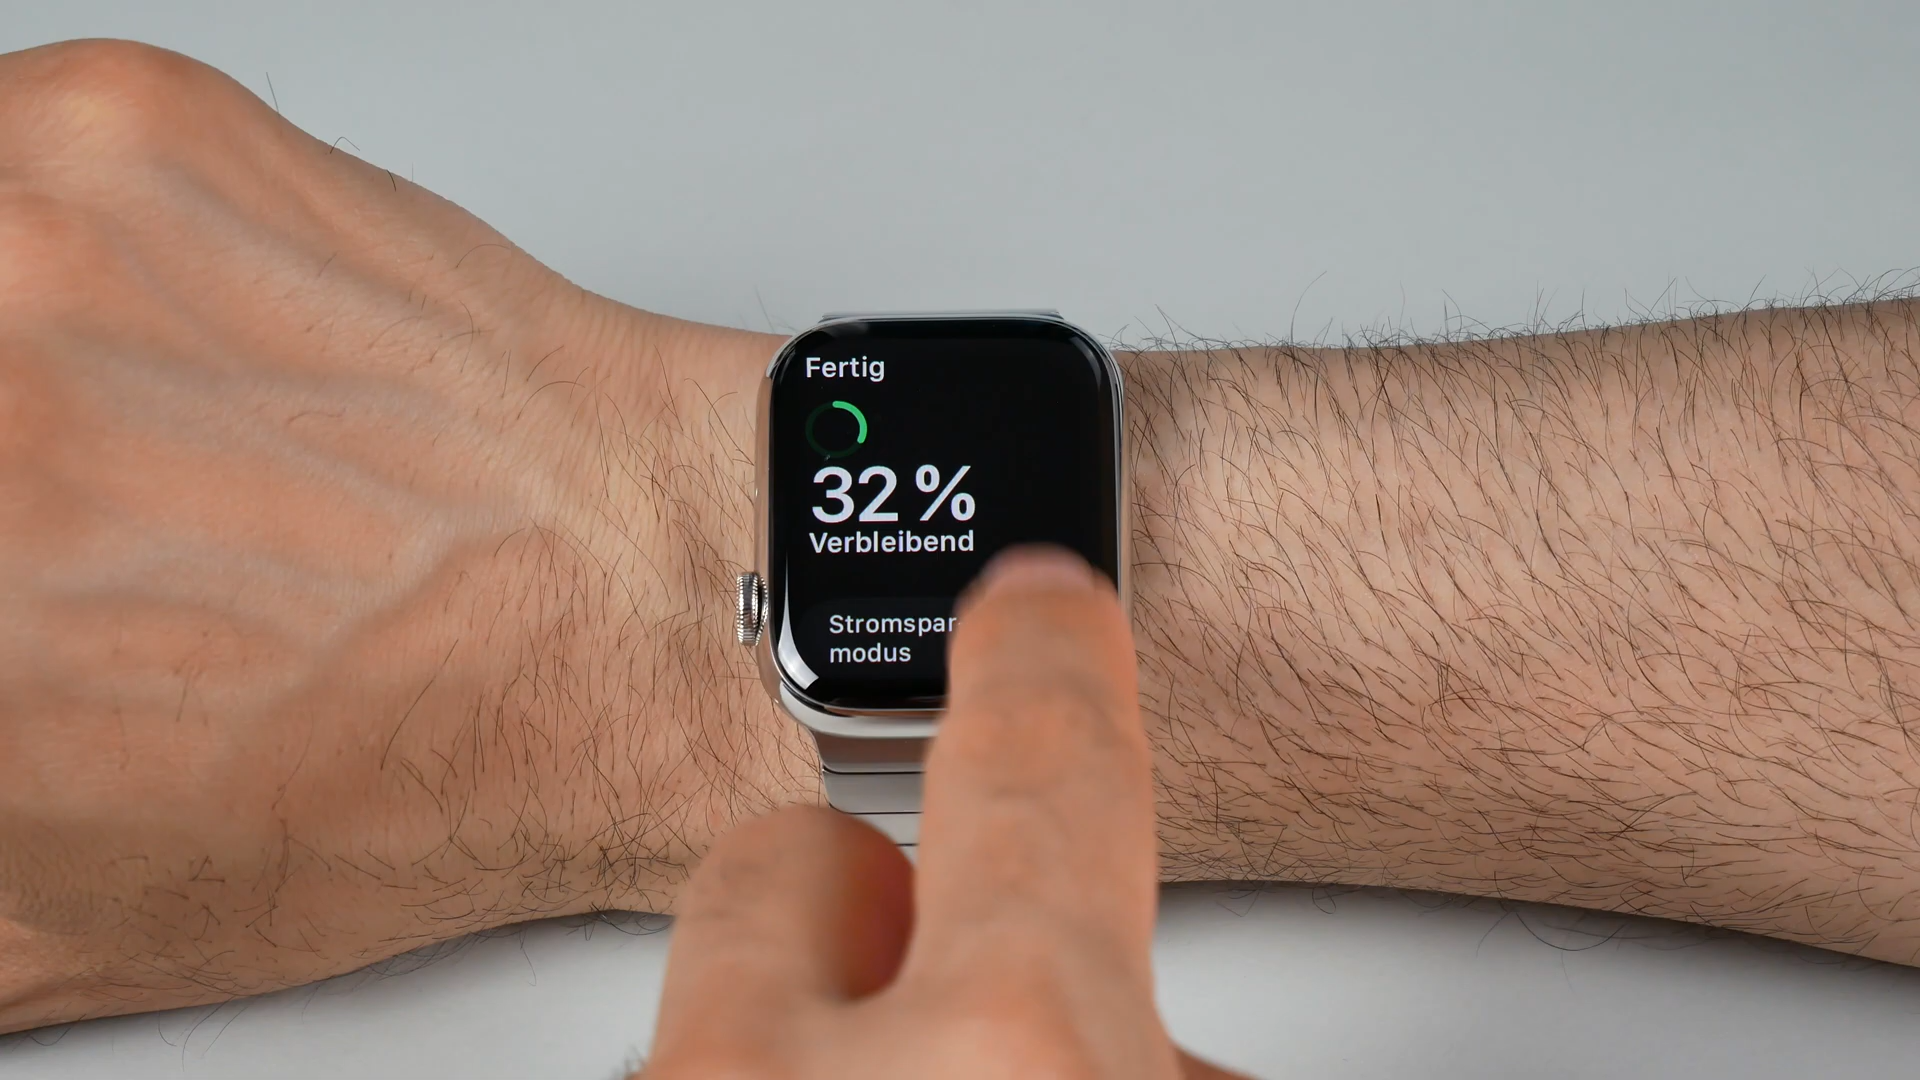 Fertig
32 %
Verbleibend
Stromspar-
modus